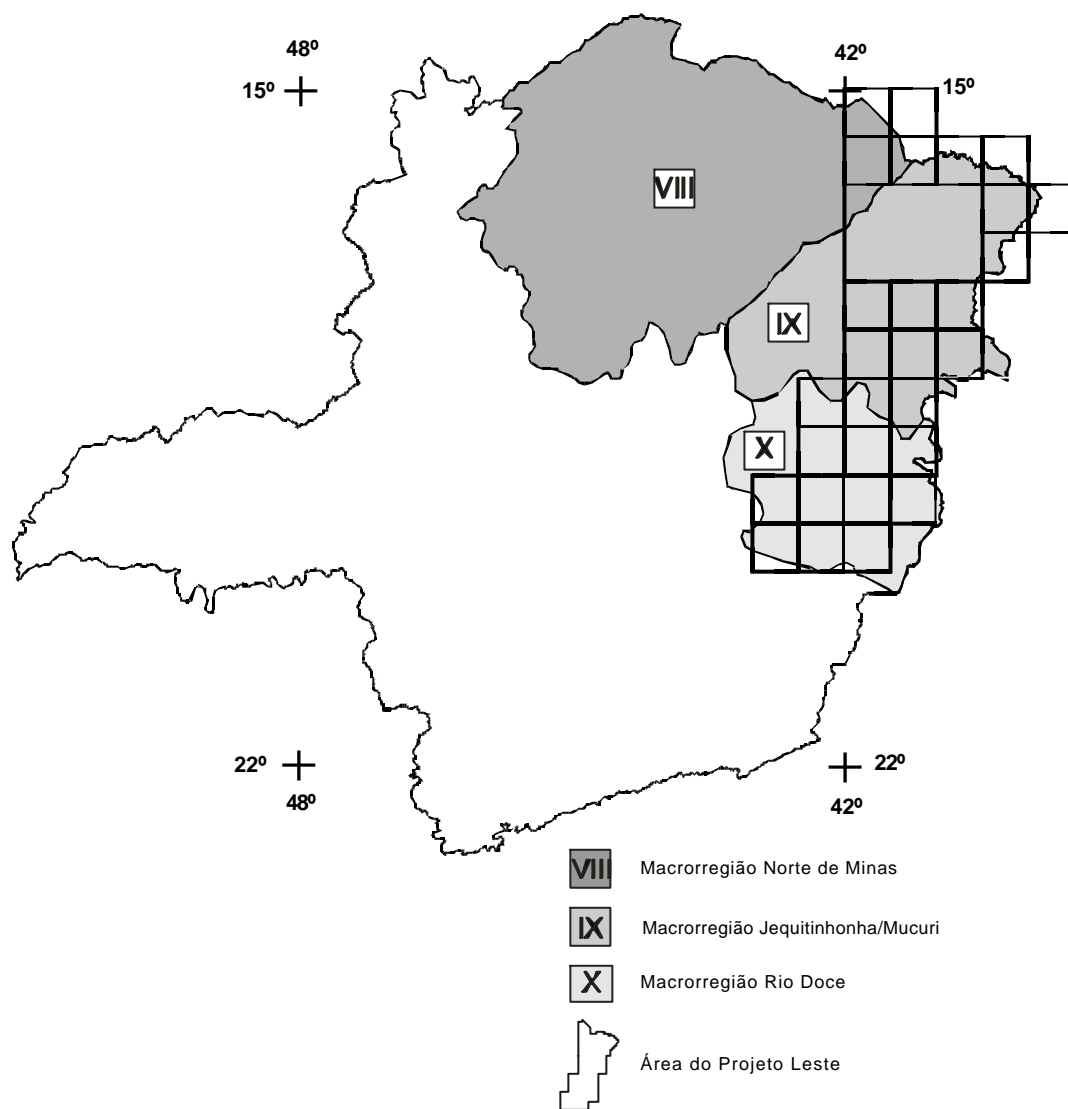 48º
42º
15º
15º
VIII
IX
X
22º
22º
48º
42º
VIII Macrorregião Norte de Minas
IX Macrorregião Jequitinhonha/Mucuri
X Macrorregião Rio Doce
Área do Projeto Leste